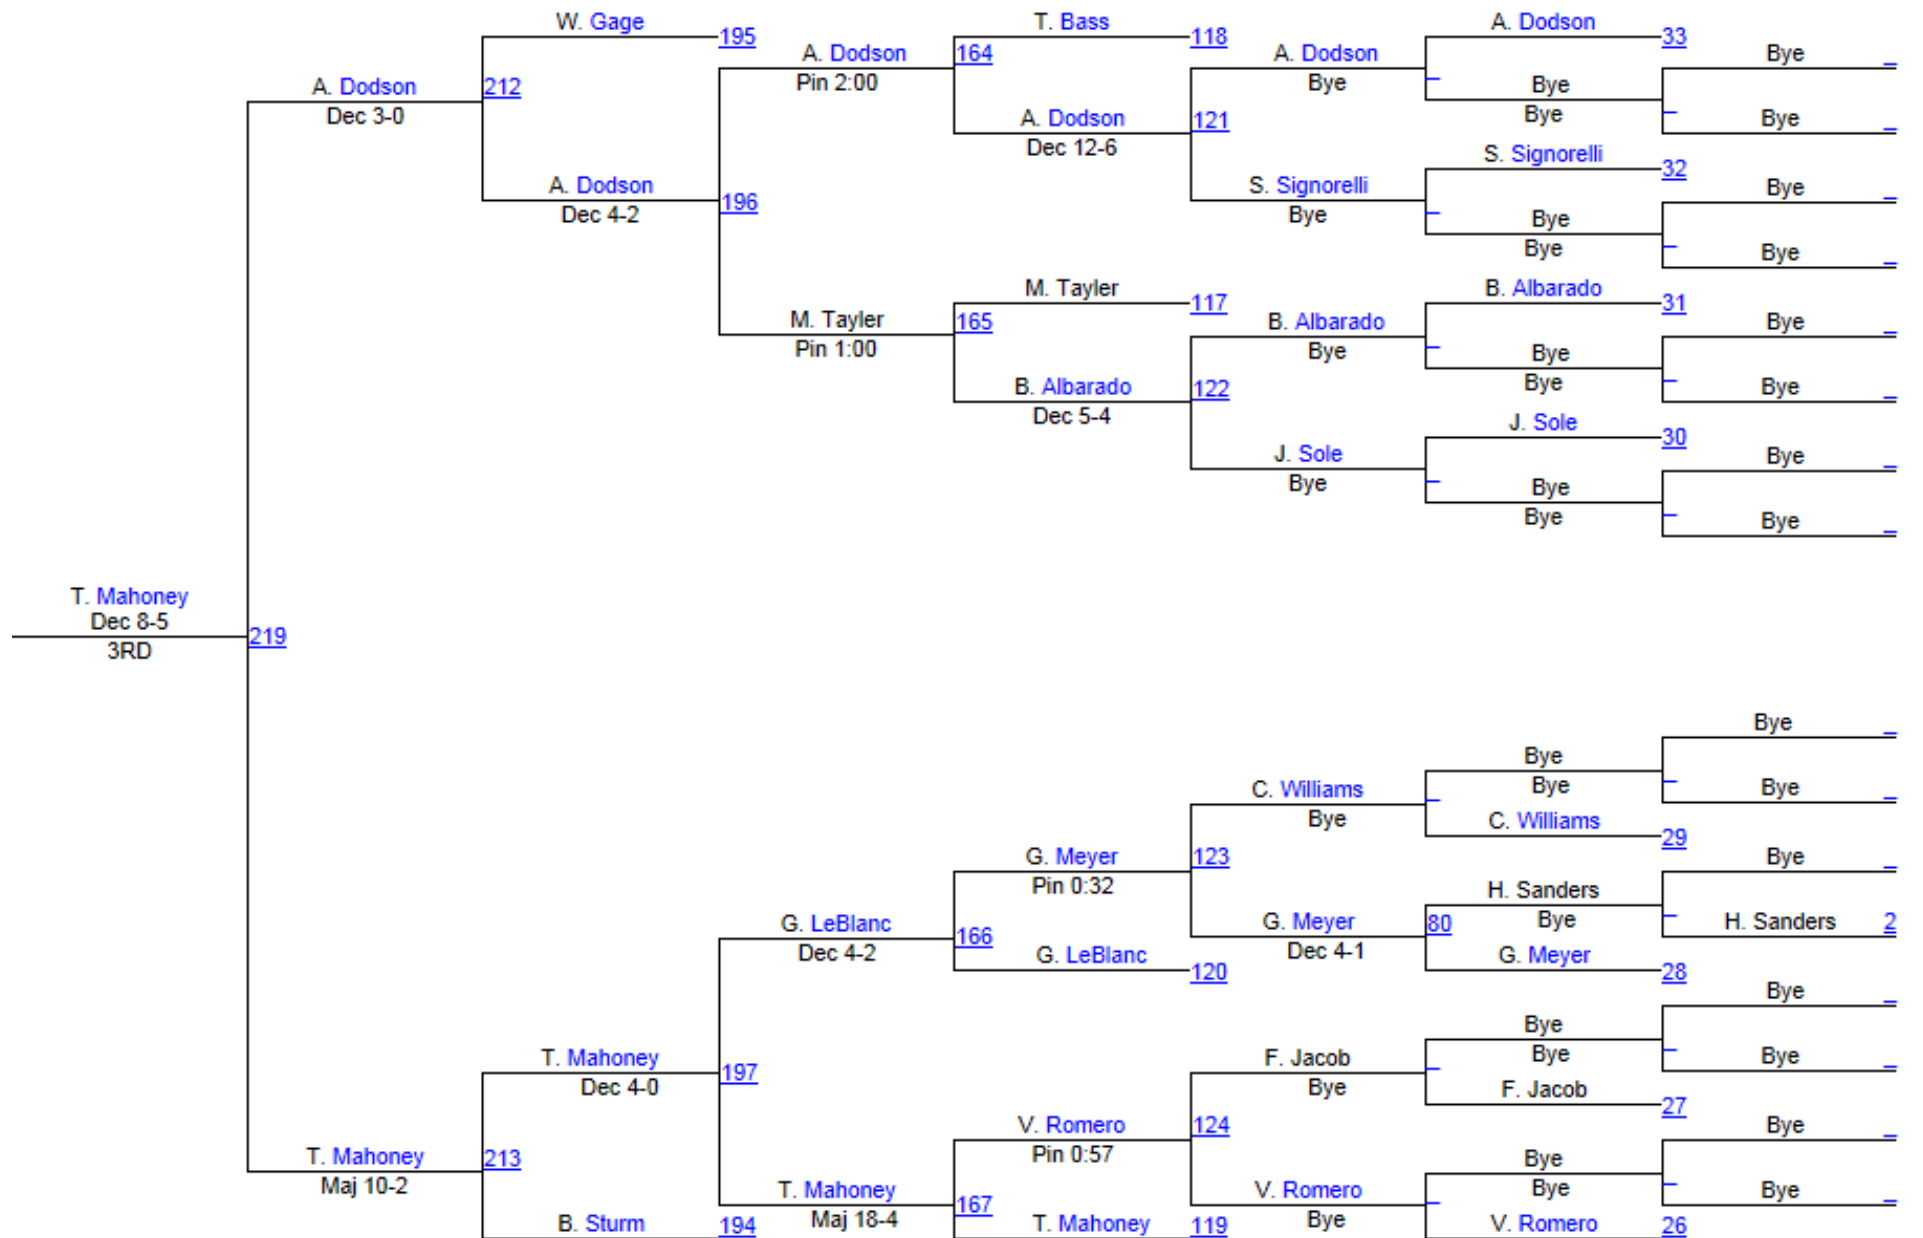 W. Gage
195
A. Dodson
Dec 3-0
212
A. Dodson
Dec 4-2
196
A. Dodson
Pin 2:00
164
T. Bass
118
A. Dodson
Dec 12-6
121
A. Dodson
Bye
A. Dodson
33
Bye
Bye
Bye
Bye
S. Signorelli
Bye
S. Signorelli
32
Bye
Bye
Bye
Bye
M. Tayler
Pin 1:00
165
M. Tayler
117
B. Albarado
Dec 5-4
122
B. Albarado
Bye
B. Albarado
31
Bye
Bye
Bye
Bye
J. Sole
Bye
J. Sole
30
Bye
Bye
Bye
Bye
T. Mahoney
Dec 8-5
3RD
219
Bye
Bye
Bye
Bye
C. Williams
Bye
C. Williams
29
G. Meyer
Pin 0:32
123
Bye
H. Sanders
Bye
H. Sanders
2
G. Meyer
Dec 4-1
80
G. Meyer
28
G. LeBlanc
Dec 4-2
166
G. LeBlanc
120
Bye
Bye
Bye
Bye
T. Mahoney
Dec 4-0
197
F. Jacob
Bye
F. Jacob
27
V. Romero
Pin 0:57
124
Bye
Bye
Bye
Bye
T. Mahoney
Maj 10-2
213
T. Mahoney
Maj 18-4
167
V. Romero
Bye
V. Romero
26
B. Sturm
194
T. Mahoney
119